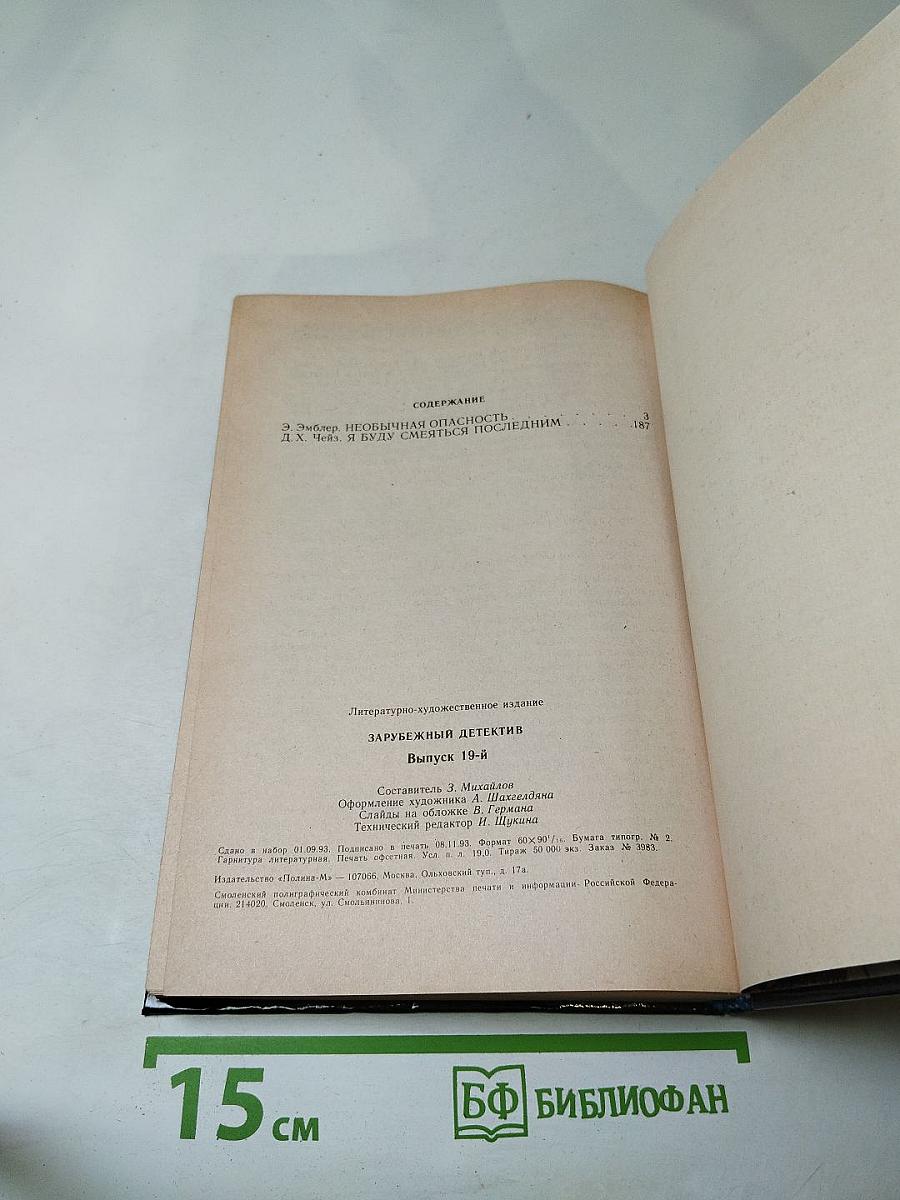 СОДЕРЖАНИЕ
Э. Эмблер. НЕОБЫЧНАЯ ОПАСНОСТЬ . . . . . . . . 3
Д. Х. Чейз. Я БУДУ СМЕЯТЬСЯ ПОСЛЕДНИМ . . . . . 187
Литературно-художественное издание
ЗАРУБЕЖНЫЙ ДЕТЕКТИВ
Выпуск 19-й
Составитель З. Михайлов
Оформление художника А. Шахгелдяна
Слайды на обложке В. Германа
Технический редактор И. Щукина
Сдано в набор 01.09.93. Подписано в печать 08.11.93. Формат 60×90¹/₁₆. Бумага типогр. № 2.
Гарнитура литературная. Печать офсетная. Усл. п. л. 19,0. Тираж 50 000 экз. Заказ № 3983.
Издательство «Полина-М» — 107066, Москва, Ольховский туп., д. 17а.
Смоленский полиграфический комбинат Министерства печати и информации Российской Федера-
ции. 214020, Смоленск, ул. Смольянинова, 1.
15 см
БФ БИБЛИОФАН